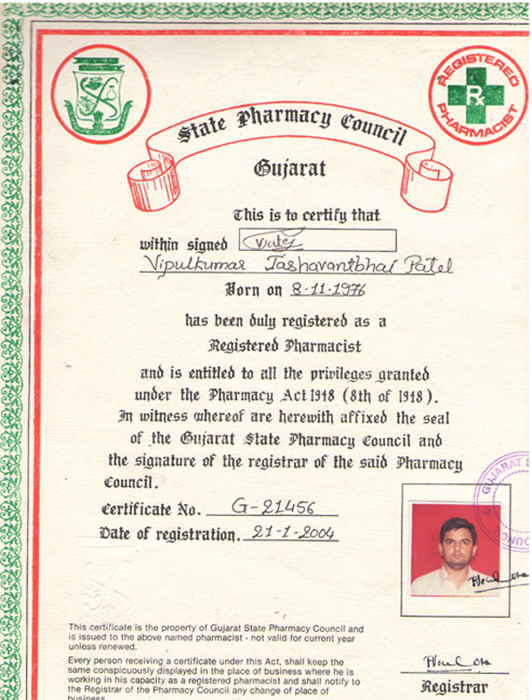 REGISTERED
Rx
PHARMACIST
State Pharmacy Council
Gujarat
This is to certify that
within signed
Vipulkumar Jashavantbhai Patel
Born on 8-11-1976
has been duly registered as a
Registered Pharmacist
and is entitled to all the privileges granted
under the Pharmacy Act 1948 (8th of 1948).
In witness whereof are herewith affixed the seal
of the Gujarat State Pharmacy Council and
the signature of the registrar of the said Pharmacy
Council.
Certificate No. G-21456
Date of registration. 21-1-2004
GUJARAT S
This certificate is the property of Gujarat State Pharmacy Council and
is issued to the above named pharmacist - not valid for current year
unless renewed.
Every person receiving a certificate under this Act, shall keep the
same conspicuously displayed in the place of business where he is
working in his capacity as a registered pharmacist and shall notify to
the Registrar of the Pharmacy Council any change of place of
business
Registrar